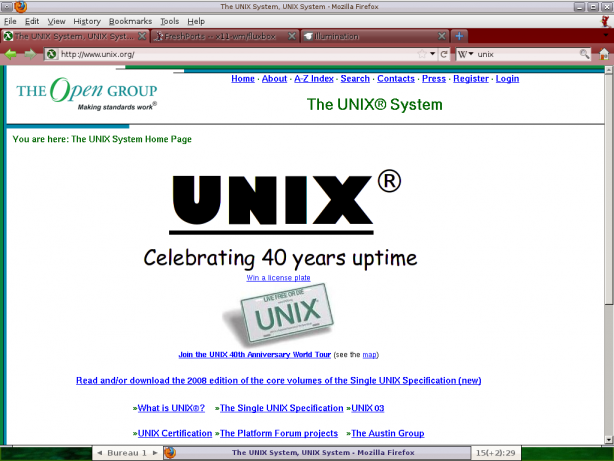 The UNIX System, UNIX System - Mozilla Firefox
File Edit View History Bookmarks Tools Help
The UNIX System, UNIX Syst... FreshPorts -- x11-wm/fluxbox Illumination
http://www.unix.org/ W unix
Home · About · A-Z Index · Search · Contacts · Press · Register · Login
THE Open GROUP
Making standards work®
The UNIX® System
You are here: The UNIX System Home Page
UNIX®
Celebrating 40 years uptime
Win a license plate
LIVE FREE OR DIE
UNIX
Join the UNIX 40th Anniversary World Tour (see the map)
Read and/or download the 2008 edition of the core volumes of the Single UNIX Specification (new)
»What is UNIX®? »The Single UNIX Specification »UNIX 03
»UNIX Certification »The Platform Forum projects »The Austin Group
Bureau 1 The UNIX System, UNIX System - Mozilla Firefox 15(+2):29